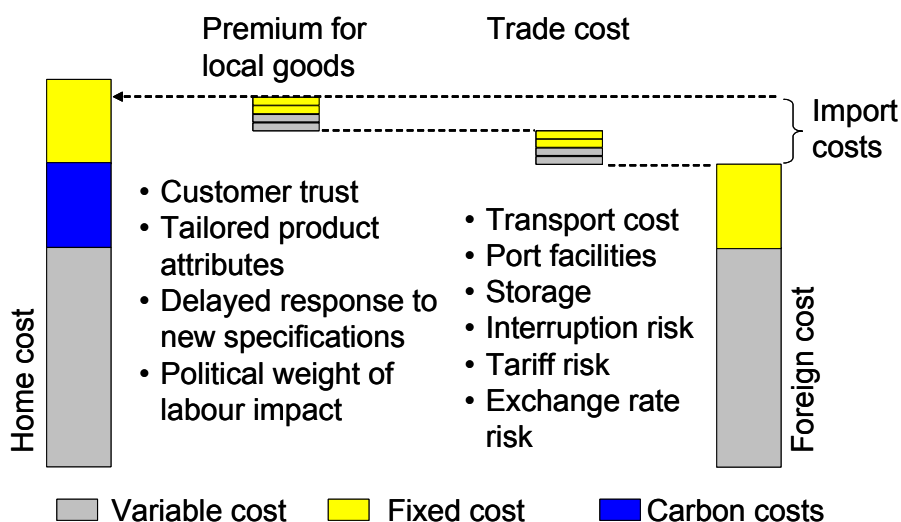 Premium for
local goods
Trade cost
Import
costs
• Customer trust
• Tailored product
attributes
• Delayed response to
new specifications
• Political weight of
labour impact
• Transport cost
• Port facilities
• Storage
• Interruption risk
• Tariff risk
• Exchange rate
risk
Home cost
Foreign cost
Variable cost
Fixed cost
Carbon costs